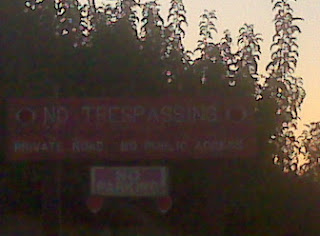 NO TRESPASSING
PRIVATE ROAD NO PUBLIC ACCESS
NO
PARKING